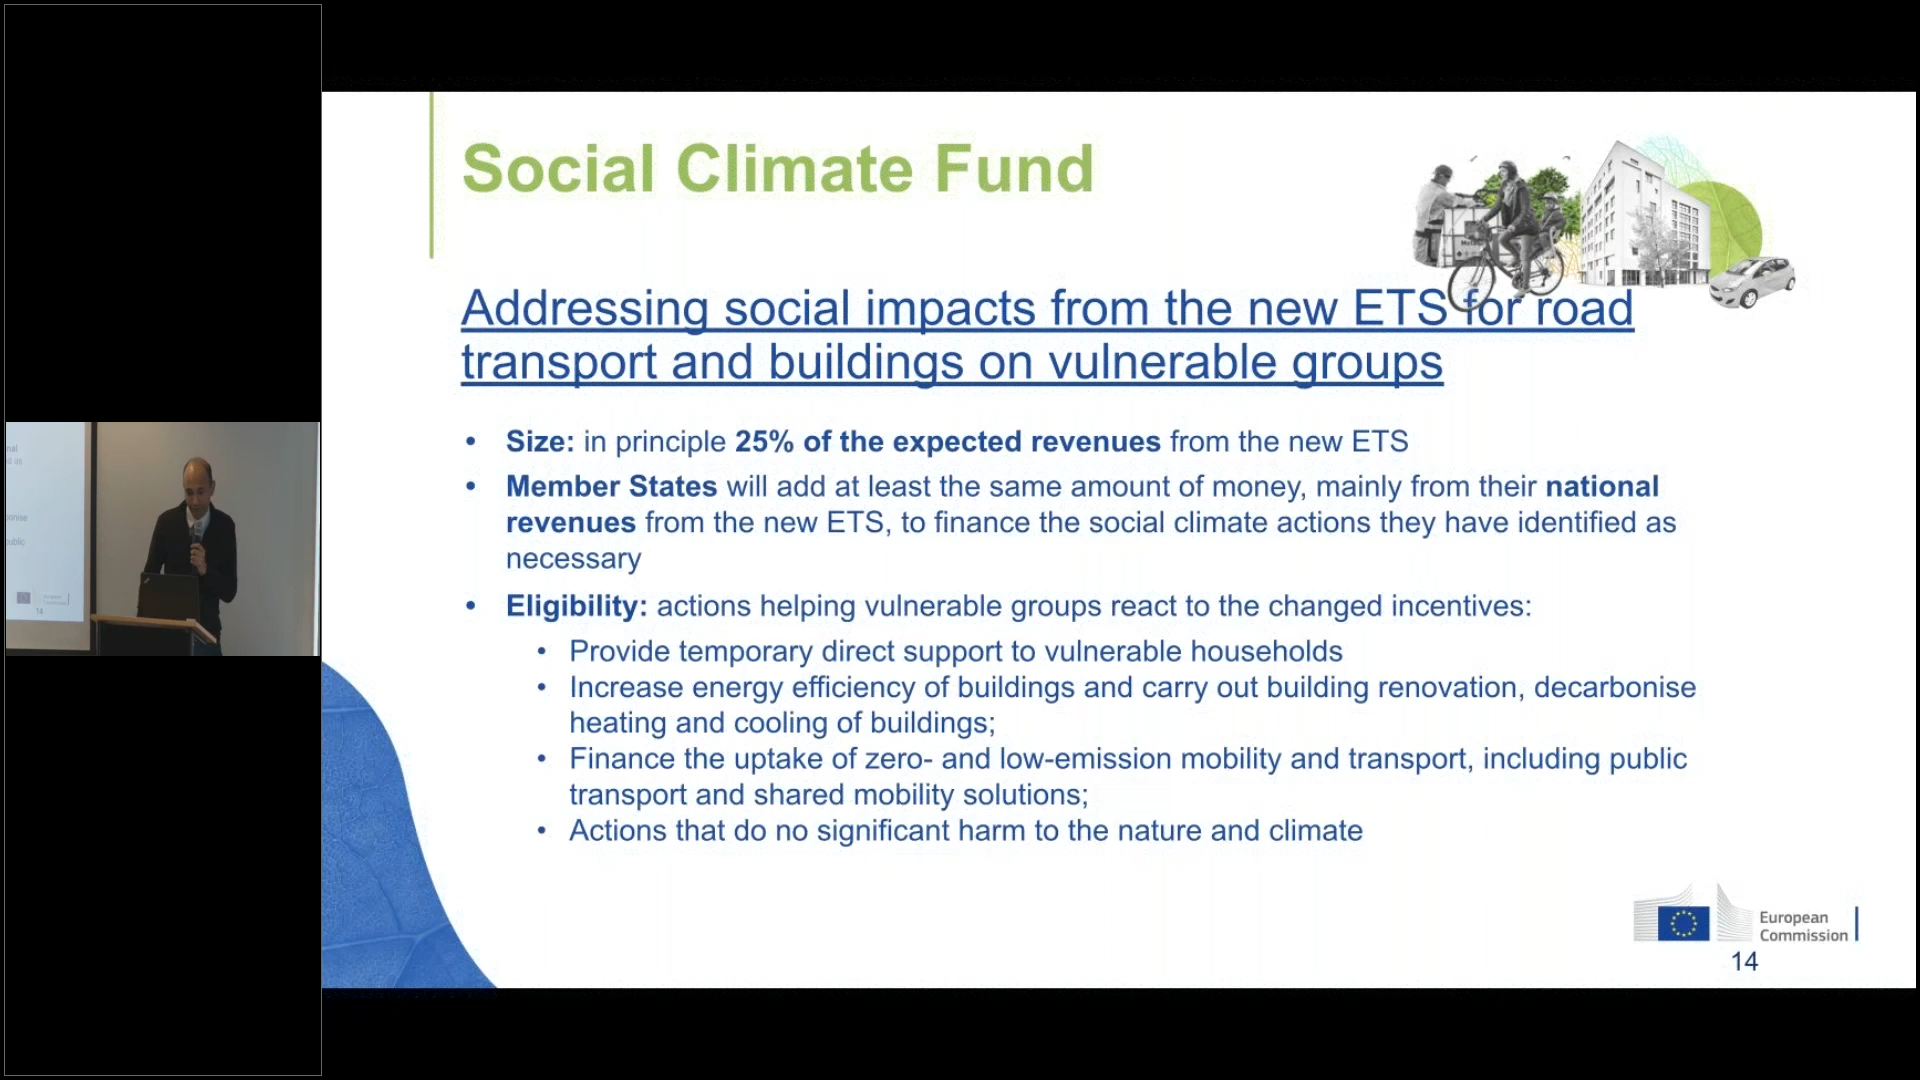 Social Climate Fund
Addressing social impacts from the new ETS for road
transport and buildings on vulnerable groups
• Size: in principle 25% of the expected revenues from the new ETS
• Member States will add at least the same amount of money, mainly from their national
revenues from the new ETS, to finance the social climate actions they have identified as
necessary
• Eligibility: actions helping vulnerable groups react to the changed incentives:
• Provide temporary direct support to vulnerable households
• Increase energy efficiency of buildings and carry out building renovation, decarbonise
heating and cooling of buildings;
• Finance the uptake of zero- and low-emission mobility and transport, including public
transport and shared mobility solutions;
• Actions that do no significant harm to the nature and climate
European
Commission
14